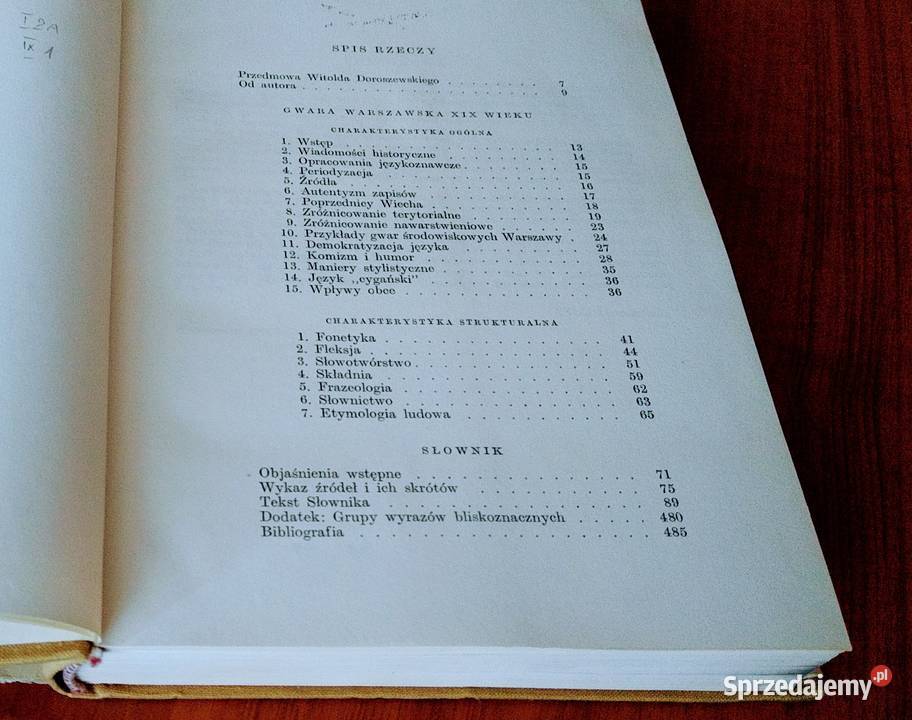 I 2A
IX 1
SPIS RZECZY
Przedmowa Witolda Doroszewskiego . . . . . . . . 7
Od autora . . . . . . . . . . . . . . . . . . . . 9
GWARA WARSZAWSKA XIX WIEKU
CHARAKTERYSTYKA OGÓLNA
1. Wstęp . . . . . . . . . . . . . . . . 13
2. Wiadomości historyczne . . . . . . . . 14
3. Opracowania językoznawcze . . . . . . . 15
4. Periodyzacja . . . . . . . . . . . . . 15
5. Źródła . . . . . . . . . . . . . . . . 16
6. Autentyzm zapisów . . . . . . . . . . . 17
7. Poprzednicy Wiecha . . . . . . . . . . 18
8. Zróżnicowanie terytorialne . . . . . . . 19
9. Zróżnicowanie nawarstwieniowe . . . . . . 23
10. Przykłady gwar środowiskowych Warszawy . 24
11. Demokratyzacja języka . . . . . . . . . 27
12. Komizm i humor . . . . . . . . . . . . 28
13. Maniery stylistyczne . . . . . . . . . . 35
14. Język „cygański” . . . . . . . . . . . 36
15. Wpływy obce . . . . . . . . . . . . . 36
CHARAKTERYSTYKA STRUKTURALNA
1. Fonetyka . . . . . . . . . . . . . . . 41
2. Fleksja . . . . . . . . . . . . . . . . 44
3. Słowotwórstwo . . . . . . . . . . . . . 51
4. Składnia . . . . . . . . . . . . . . . 59
5. Frazeologia . . . . . . . . . . . . . . 62
6. Słownictwo . . . . . . . . . . . . . . 63
7. Etymologia ludowa . . . . . . . . . . . 65
SŁOWNIK
Objaśnienia wstępne . . . . . . . . . . . . . 71
Wykaz źródeł i ich skrótów . . . . . . . . . . 75
Tekst Słownika . . . . . . . . . . . . . . . 89
Dodatek: Grupy wyrazów bliskoznacznych . . . . . 480
Bibliografia . . . . . . . . . . . . . . . . . 485
Sprzedajemy.pl